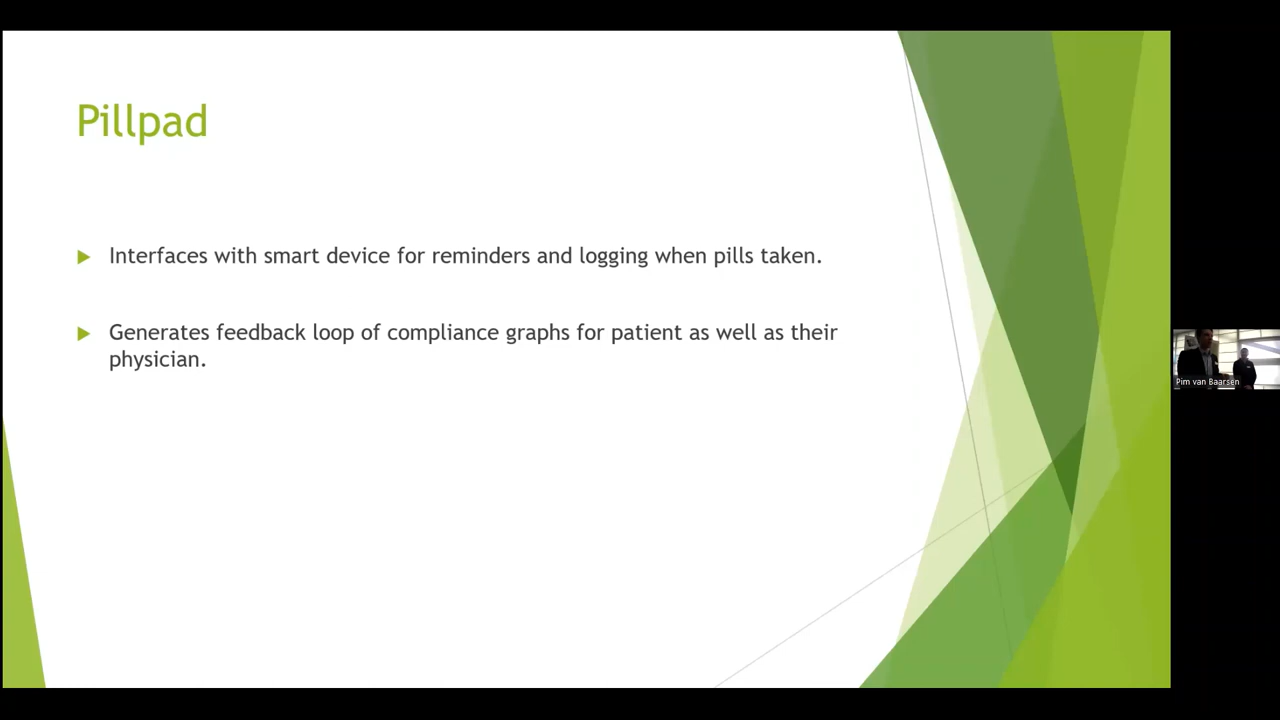 Pillpad
Interfaces with smart device for reminders and logging when pills taken.
Generates feedback loop of compliance graphs for patient as well as their
physician.
Pim van Baarsen